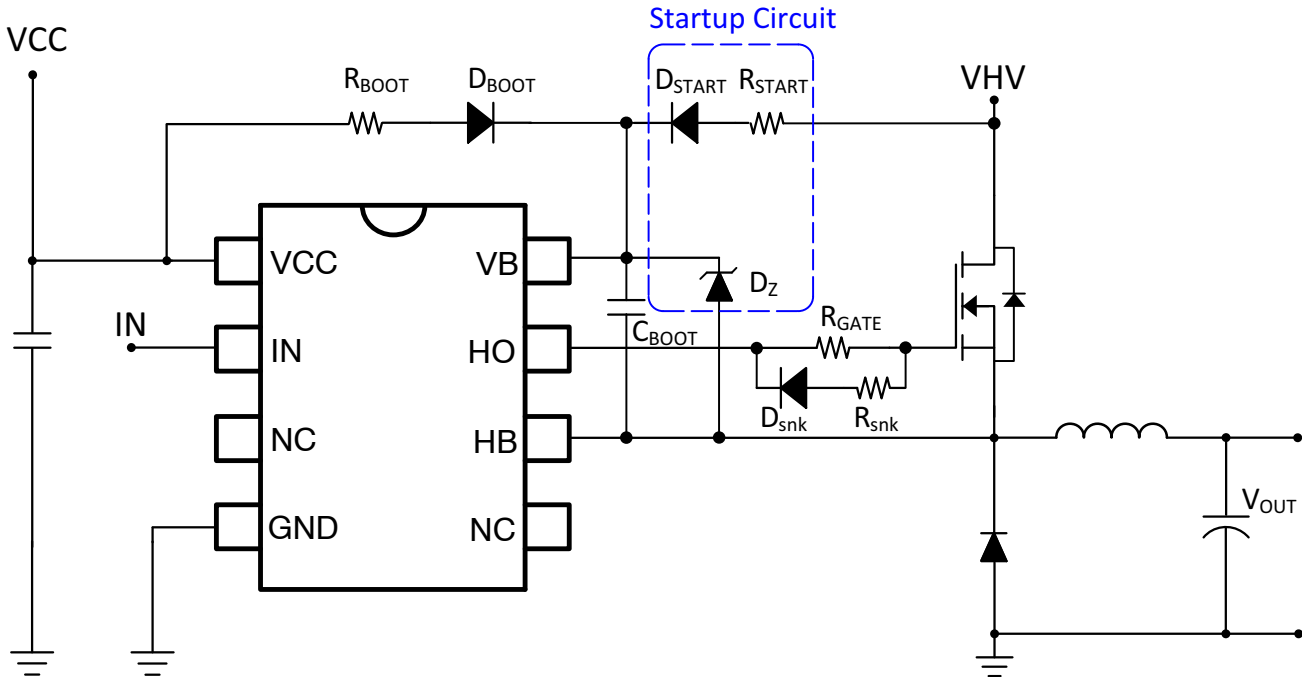 Startup Circuit
VCC
RBOOT
DBOOT
DSTART
RSTART
VHV
VCC
VB
DZ
IN
CBOOT
RGATE
IN
HO
Dsnk
Rsnk
NC
HB
VOUT
GND
NC